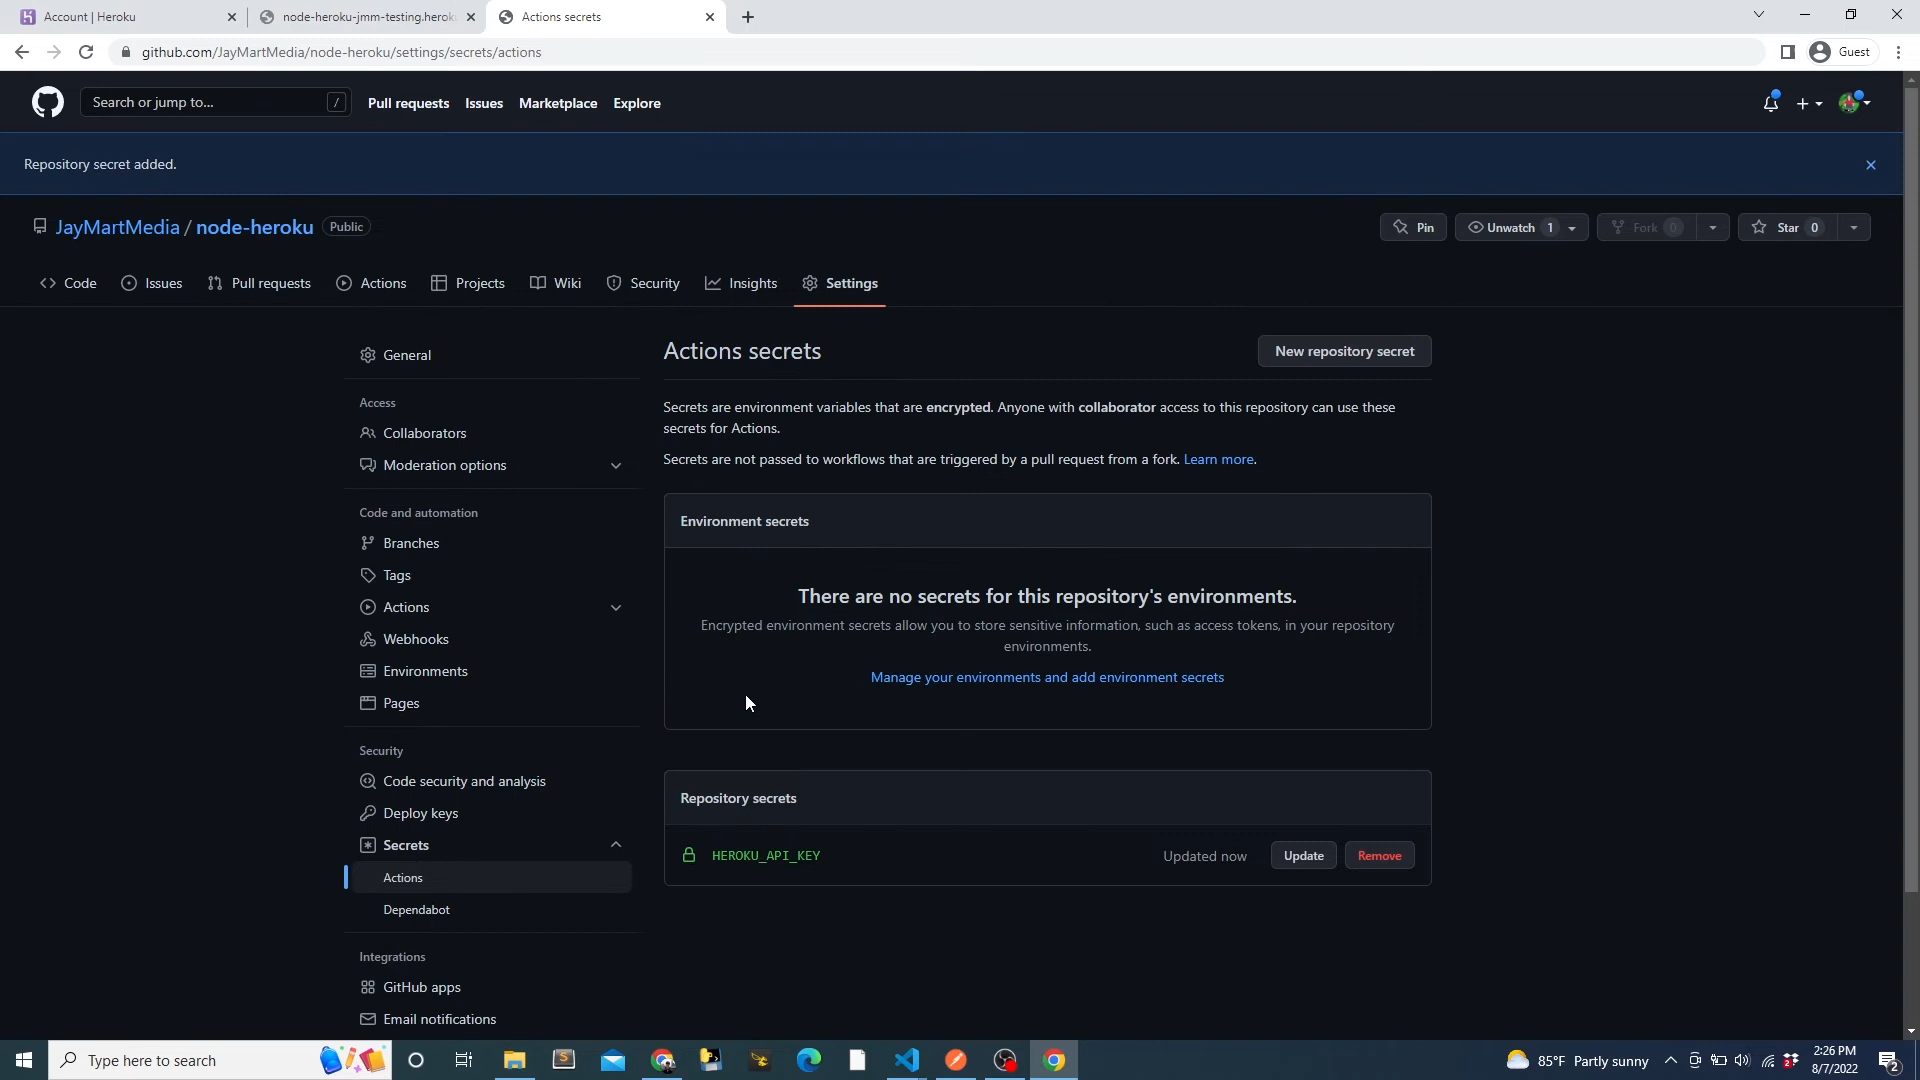 Account | Heroku
node-heroku-jmm-testing.herok
Actions secrets
github.com/JayMartMedia/node-heroku/settings/secrets/actions
Guest
Search or jump to...
/
Pull requests
Issues
Marketplace
Explore
Repository secret added.
JayMartMedia / node-heroku
Public
Pin
Unwatch 1
Fork 0
Star 0
Code
Issues
Pull requests
Actions
Projects
Wiki
Security
Insights
Settings
General
Access
Collaborators
Moderation options
Code and automation
Branches
Tags
Actions
Webhooks
Environments
Pages
Security
Code security and analysis
Deploy keys
Secrets
Actions
Dependabot
Integrations
GitHub apps
Email notifications
Actions secrets
New repository secret
Secrets are environment variables that are encrypted. Anyone with collaborator access to this repository can use these
secrets for Actions.
Secrets are not passed to workflows that are triggered by a pull request from a fork. Learn more.
Environment secrets
There are no secrets for this repository's environments.
Encrypted environment secrets allow you to store sensitive information, such as access tokens, in your repository
environments.
Manage your environments and add environment secrets
Repository secrets
HEROKU_API_KEY
Updated now
Update
Remove
Type here to search
85°F Partly sunny
2:26 PM
8/7/2022
2